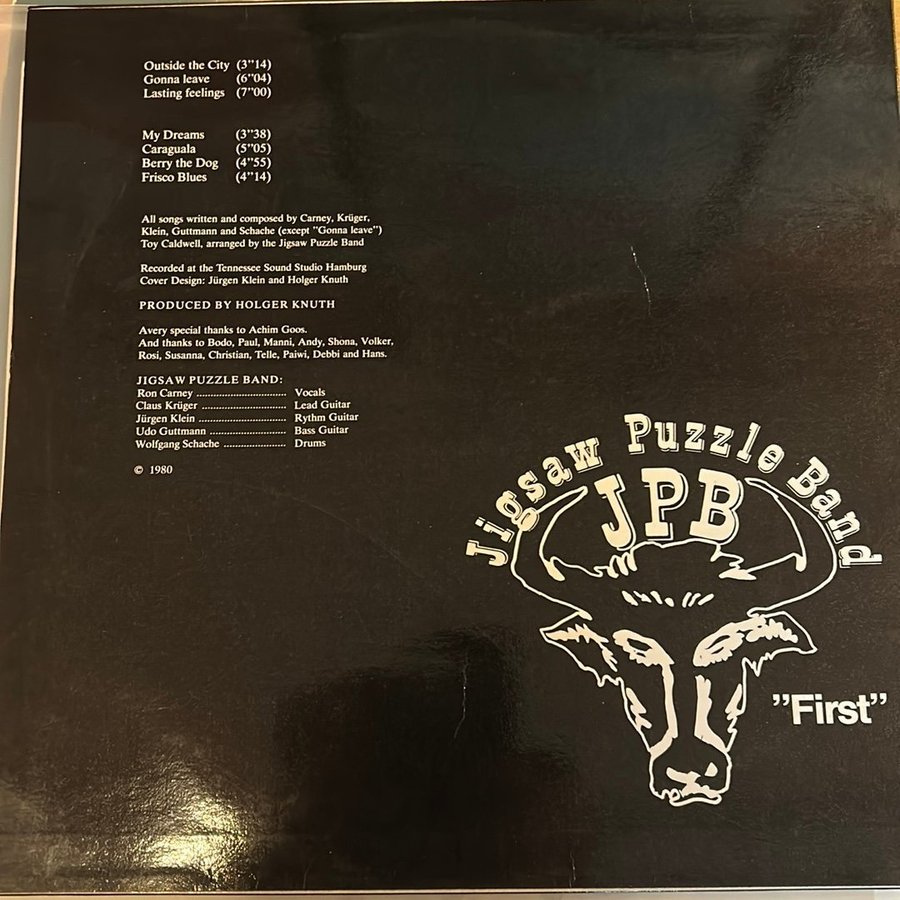 Outside the City (3"14)
Gonna leave (6"04)
Lasting feelings (7"00)
My Dreams (3"38)
Caraguala (5"05)
Berry the Dog (4"55)
Frisco Blues (4"14)
All songs written and composed by Carney, Krüger,
Klein, Guttmann and Schache (except "Gonna leave")
Toy Caldwell, arranged by the Jigsaw Puzzle Band
Recorded at the Tennessee Sound Studio Hamburg
Cover Design: Jürgen Klein and Holger Knuth
PRODUCED BY HOLGER KNUTH
Avery special thanks to Achim Goos.
And thanks to Bodo, Paul, Manni, Andy, Shona, Volker,
Rosi, Susanna, Christian, Telle, Paiwi, Debbi and Hans.
JIGSAW PUZZLE BAND:
Ron Carney .............................. Vocals
Claus Krüger ............................ Lead Guitar
Jürgen Klein ............................. Rythm Guitar
Udo Guttmann .......................... Bass Guitar
Wolfgang Schache ..................... Drums
© 1980
Jigsaw Puzzle Band
JPB
"First"